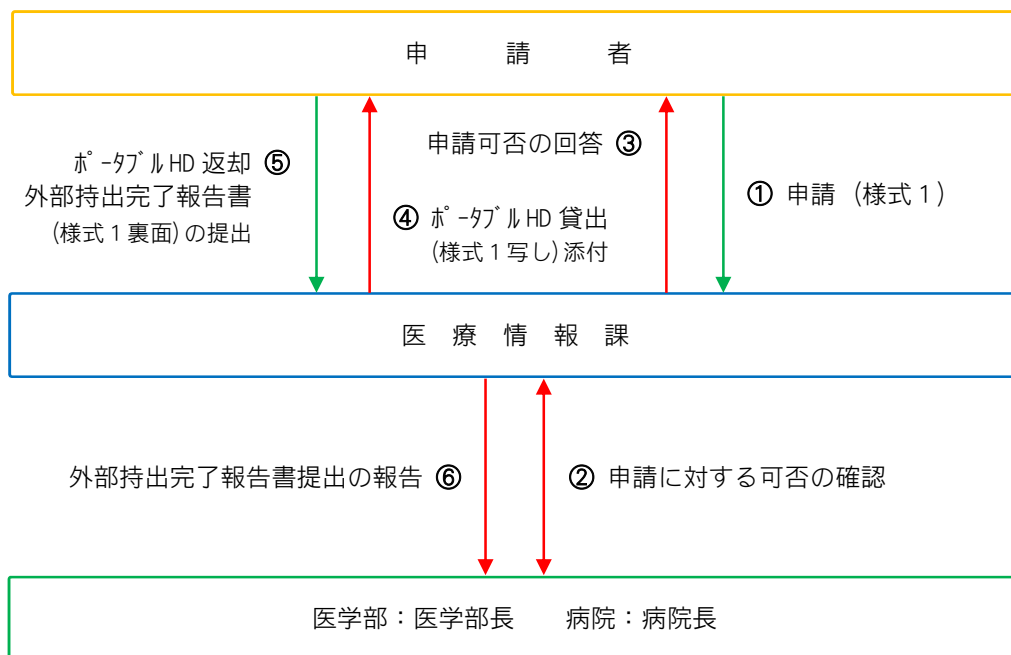 申 請 者
申請可否の回答 ③
ﾎﾟｰﾀﾌﾞﾙHD 返却 ⑤
外部持出完了報告書
(様式1裏面)の提出
① 申請 (様式1)
④ ﾎﾟｰﾀﾌﾞﾙHD 貸出
(様式1写し)添付
医 療 情 報 課
外部持出完了報告書提出の報告 ⑥
② 申請に対する可否の確認
医学部：医学部長 病院：病院長